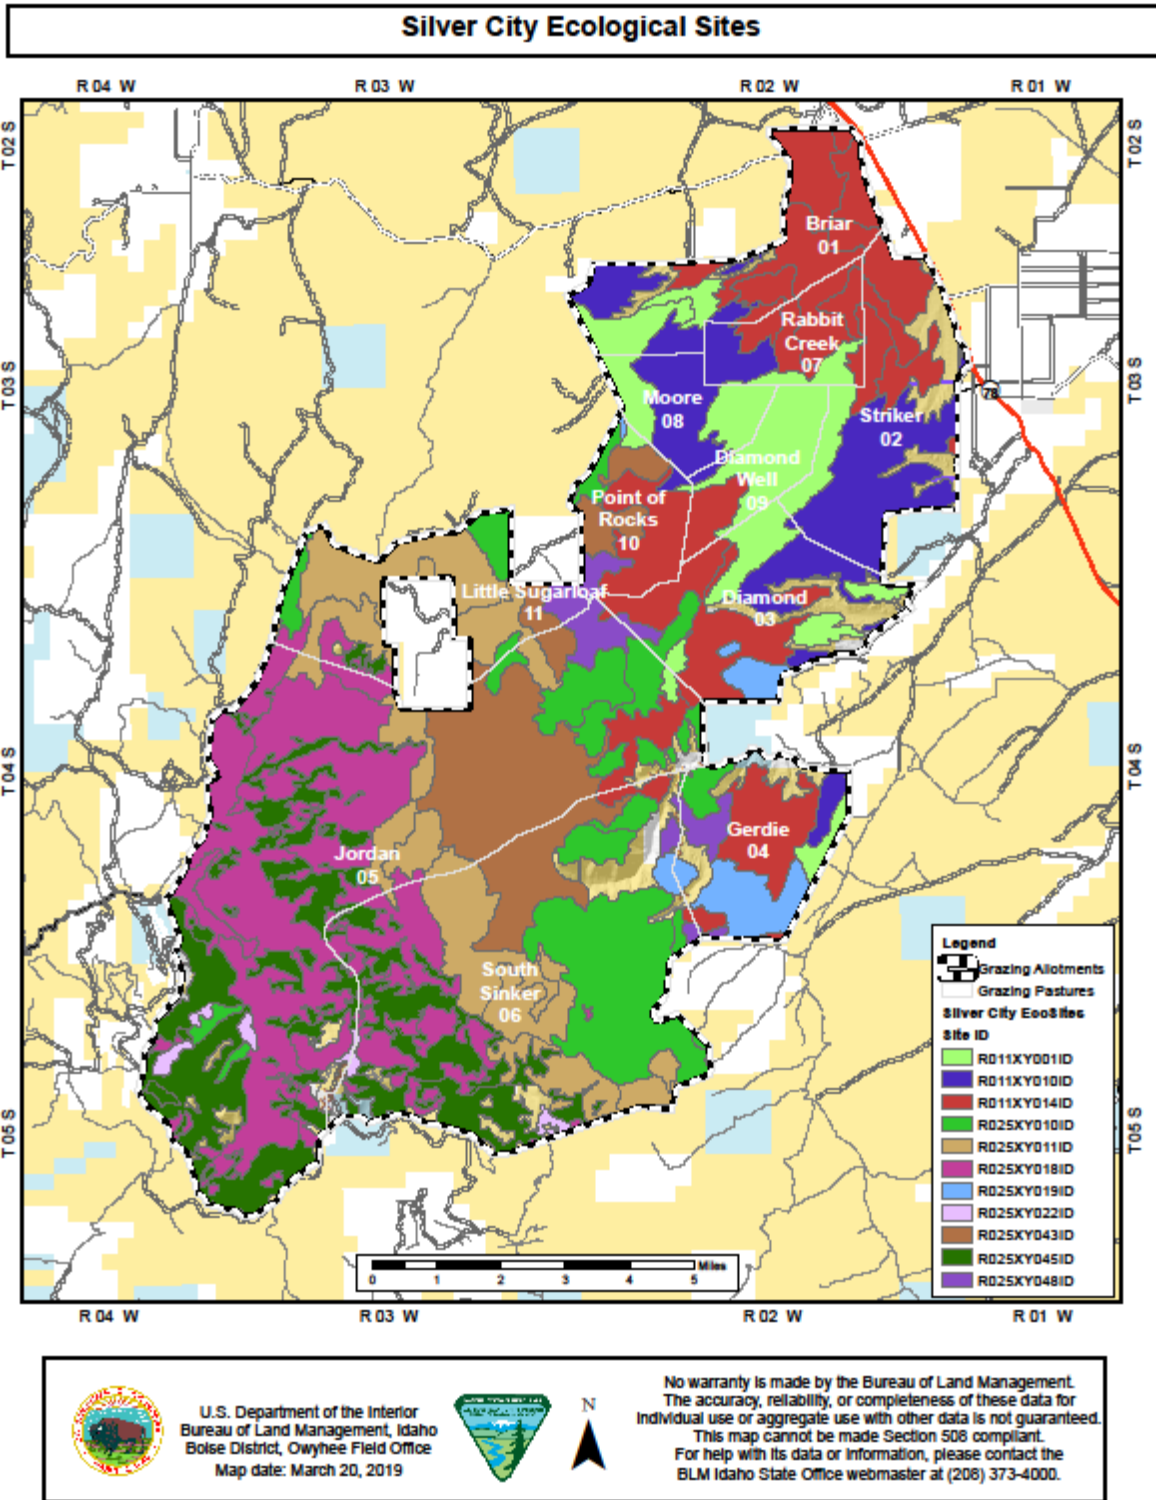 Silver City Ecological Sites
R 04 W
R 03 W
R 02 W
R 01 W
T 02 S
T 02 S
Briar
01
Rabbit
Creek
07
T 03 S
T 03 S
78
Moore
08
Striker
02
Diamond
Well
09
Point of
Rocks
10
Little Sugarloaf
11
Diamond
03
T 04 S
T 04 S
Gerdie
04
Jordan
05
South
Sinker
06
T 05 S
T 05 S
Legend
Grazing Allotments
Grazing Pastures
Silver City EcoSites
Site ID
R011XY001ID
R011XY010ID
R011XY014ID
R025XY010ID
R025XY011ID
R025XY018ID
R025XY019ID
R025XY022ID
R025XY043ID
R025XY045ID
R025XY048ID
Miles
0 1 2 3 4 5
R 04 W
R 03 W
R 02 W
R 01 W
U.S. Department of the Interior
Bureau of Land Management, Idaho
Boise District, Owyhee Field Office
Map date: March 20, 2019
N
No warranty is made by the Bureau of Land Management.
The accuracy, reliability, or completeness of these data for
individual use or aggregate use with other data is not guaranteed.
This map cannot be made Section 508 compliant.
For help with its data or information, please contact the
BLM Idaho State Office webmaster at (208) 373-4000.